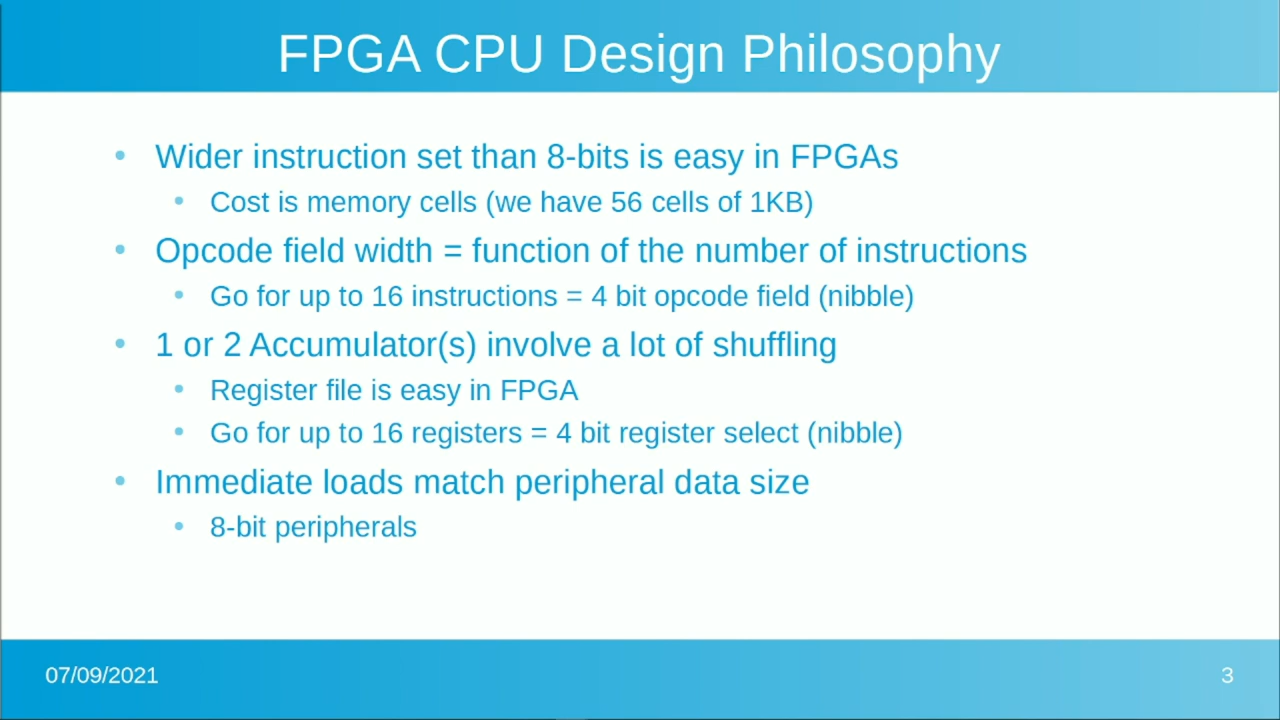 FPGA CPU Design Philosophy
• Wider instruction set than 8-bits is easy in FPGAs
• Cost is memory cells (we have 56 cells of 1KB)
• Opcode field width = function of the number of instructions
• Go for up to 16 instructions = 4 bit opcode field (nibble)
• 1 or 2 Accumulator(s) involve a lot of shuffling
• Register file is easy in FPGA
• Go for up to 16 registers = 4 bit register select (nibble)
• Immediate loads match peripheral data size
• 8-bit peripherals
07/09/2021
3